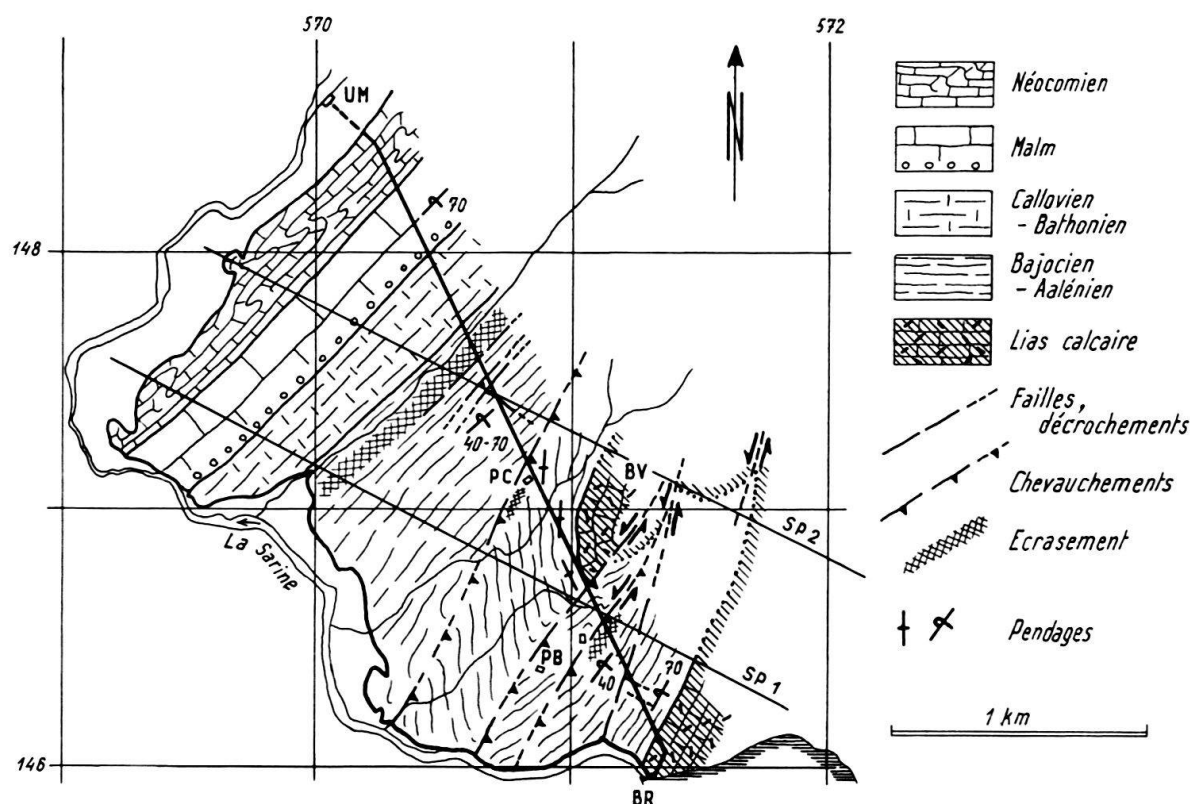 570
572
UM
70
148
40-70
PC
BV
La Sarine
SP 2
PB
40
70
SP 1
146
BR
N
Néocomien
Malm
Callovien
- Bathonien
Bajocien
- Aalénien
Lias calcaire
Failles,
décrochements
Chevauchements
Ecrasement
Pendages
1 km